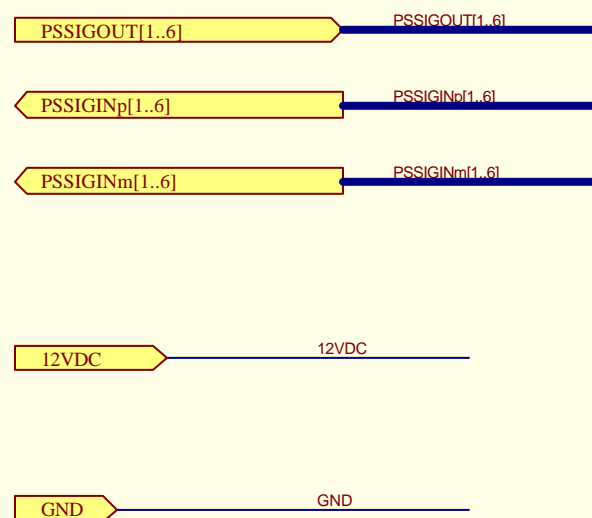 PSSIGOUT[1..6]
PSSIGOUT[1..6]
PSSIGINp[1..6]
PSSIGINp[1..6]
PSSIGINm[1..6]
PSSIGINm[1..6]
12VDC
12VDC
GND
GND